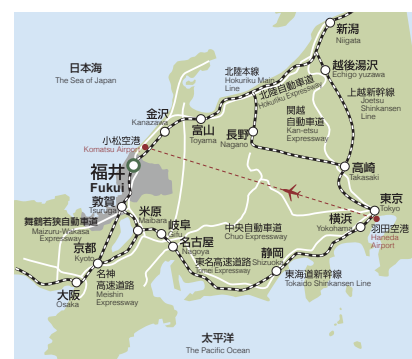 新潟
Niigata
日本海
The Sea of Japan
越後湯沢
Echigo yuzawa
北陸本線
Hokuriku Main
Line
北陸自動車道
Hokuriku Expressway
上越新幹線
Joetsu
Shinkansen
Line
金沢
Kanazawa
関越
自動車道
Kan-etsu
Expressway
富山
Toyama
長野
Nagano
小松空港
Komatsu Airport
福井
Fukui
高崎
Takasaki
敦賀
Tsuruga
東京
Tokyo
舞鶴若狭自動車道
Maizuru-Wakasa
Expressway
米原
Maibara
岐阜
Gifu
中央自動車道
Chuo Expressway
横浜
Yokohama
羽田空港
Haneda
Airport
京都
Kyoto
名古屋
Nagoya
東名高速道路
Tomei Expressway
静岡
Shizuoka
名神
高速道路
Meishin
Expressway
東海道新幹線
Tokaido Shinkansen Line
大阪
Osaka
太平洋
The Pacific Ocean